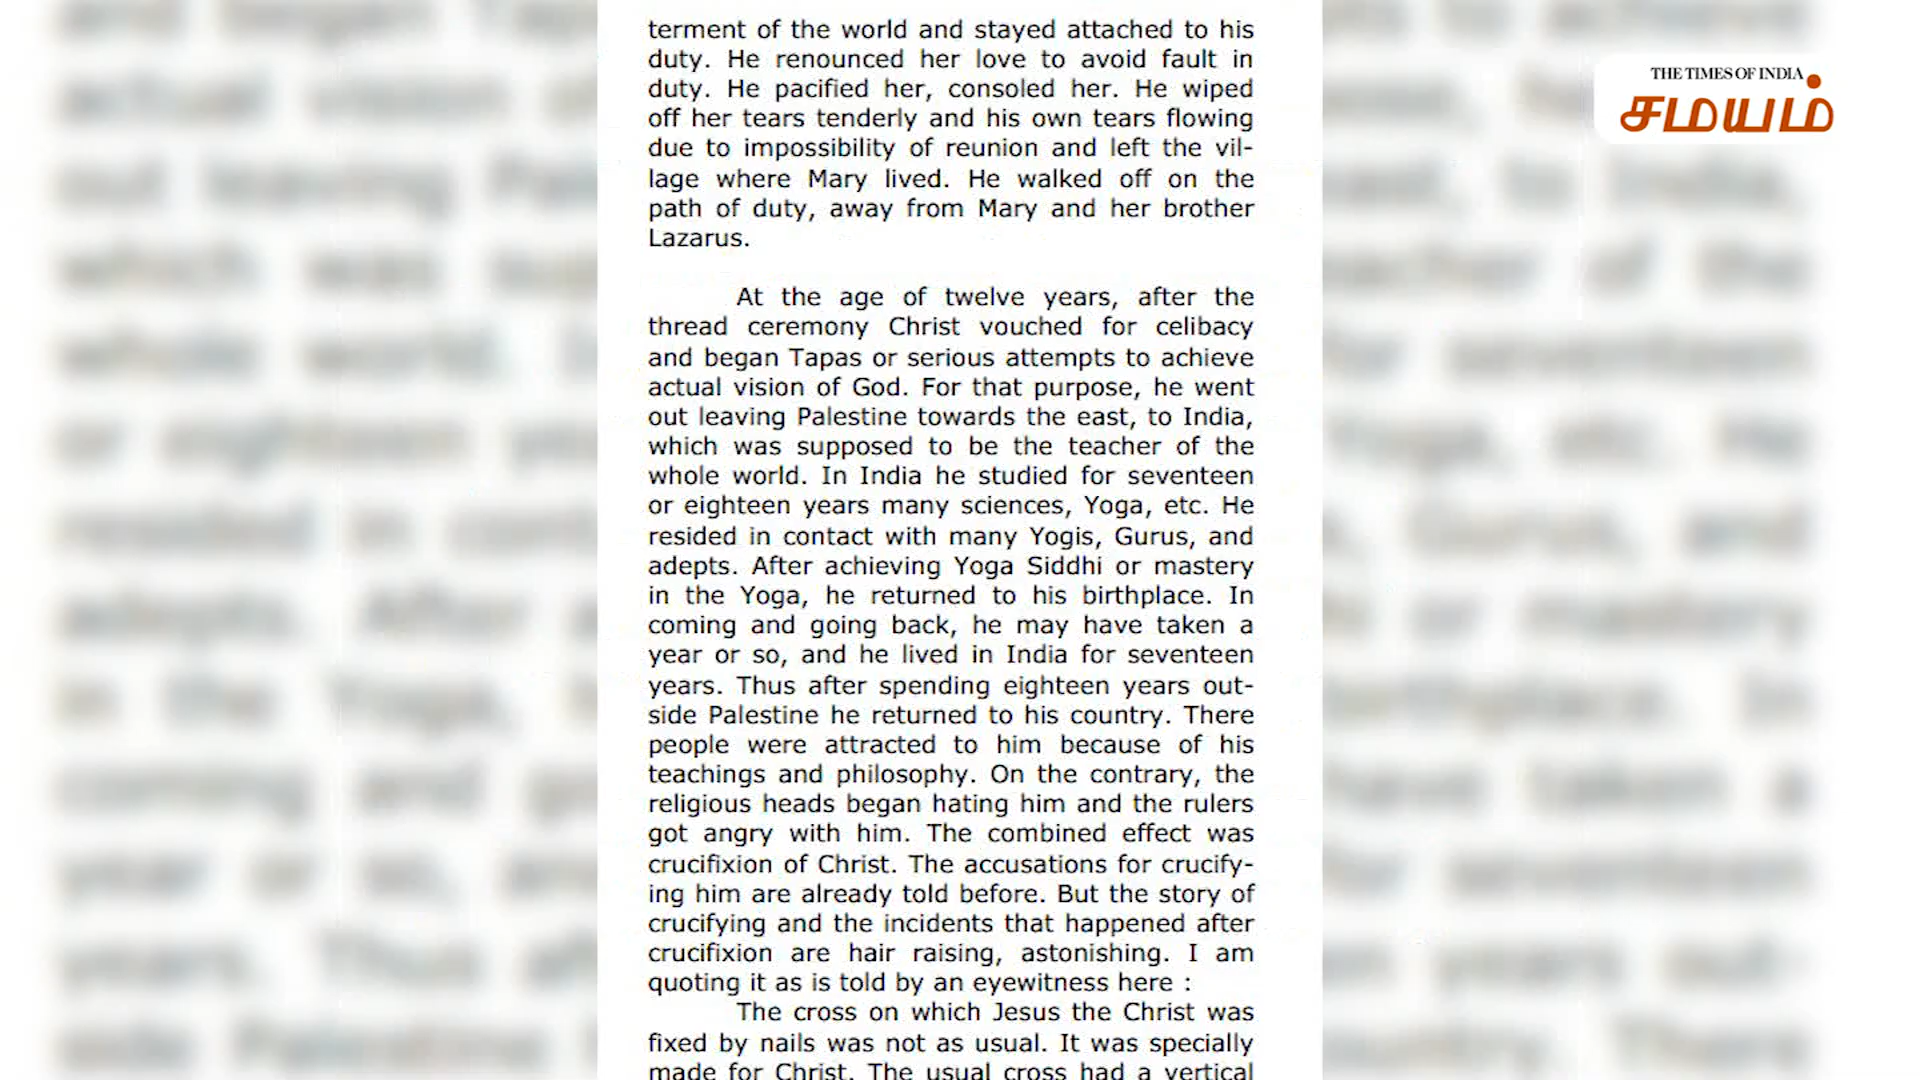 terment of the world and stayed attached to his
duty. He renounced her love to avoid fault in
duty. He pacified her, consoled her. He wiped
off her tears tenderly and his own tears flowing
due to impossibility of reunion and left the vil-
lage where Mary lived. He walked off on the
path of duty, away from Mary and her brother
Lazarus.
At the age of twelve years, after the
thread ceremony Christ vouched for celibacy
and began Tapas or serious attempts to achieve
actual vision of God. For that purpose, he went
out leaving Palestine towards the east, to India,
which was supposed to be the teacher of the
whole world. In India he studied for seventeen
or eighteen years many sciences, Yoga, etc. He
resided in contact with many Yogis, Gurus, and
adepts. After achieving Yoga Siddhi or mastery
in the Yoga, he returned to his birthplace. In
coming and going back, he may have taken a
year or so, and he lived in India for seventeen
years. Thus after spending eighteen years out-
side Palestine he returned to his country. There
people were attracted to him because of his
teachings and philosophy. On the contrary, the
religious heads began hating him and the rulers
got angry with him. The combined effect was
crucifixion of Christ. The accusations for crucify-
ing him are already told before. But the story of
crucifying and the incidents that happened after
crucifixion are hair raising, astonishing. I am
quoting it as is told by an eyewitness here :
The cross on which Jesus the Christ was
fixed by nails was not as usual. It was specially
made for Christ. The usual cross had a vertical
THE TIMES OF INDIA
சமயம்